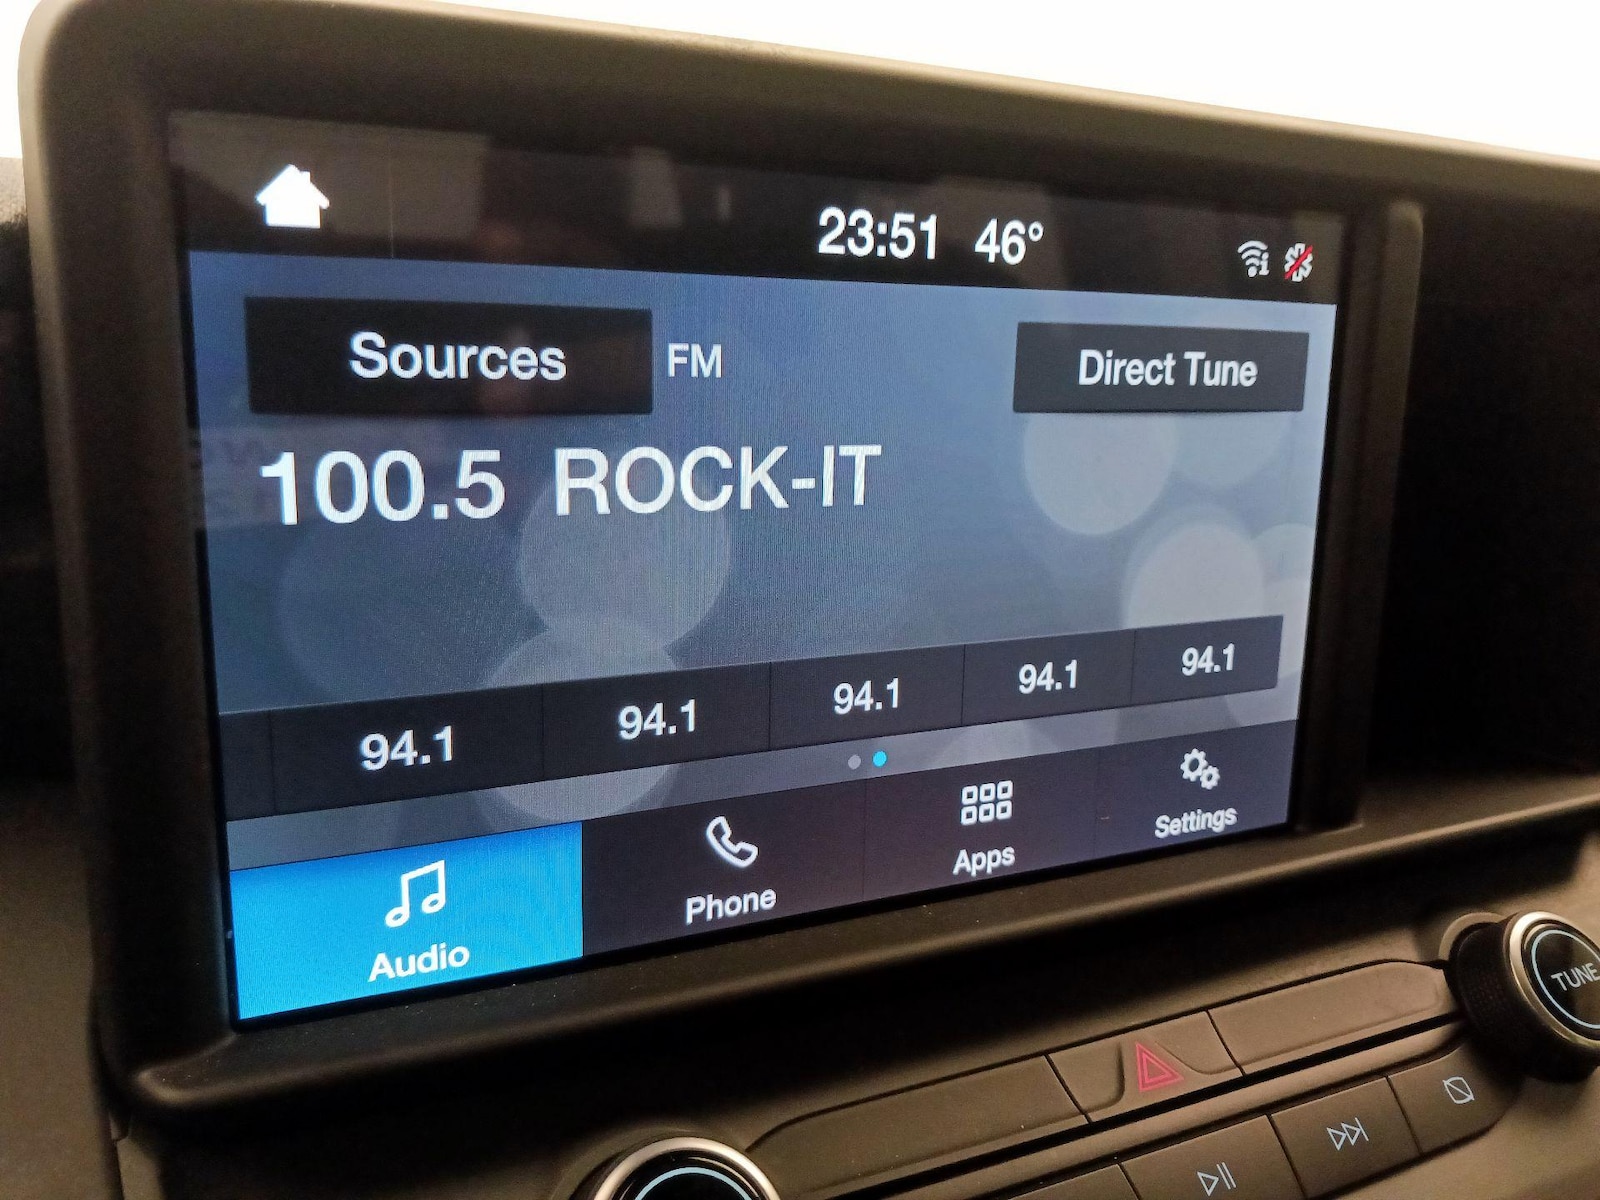 23:51 46°
Sources FM Direct Tune
100.5 ROCK-IT
94.1 94.1 94.1 94.1 94.1
Audio Phone Apps Settings
TUNE